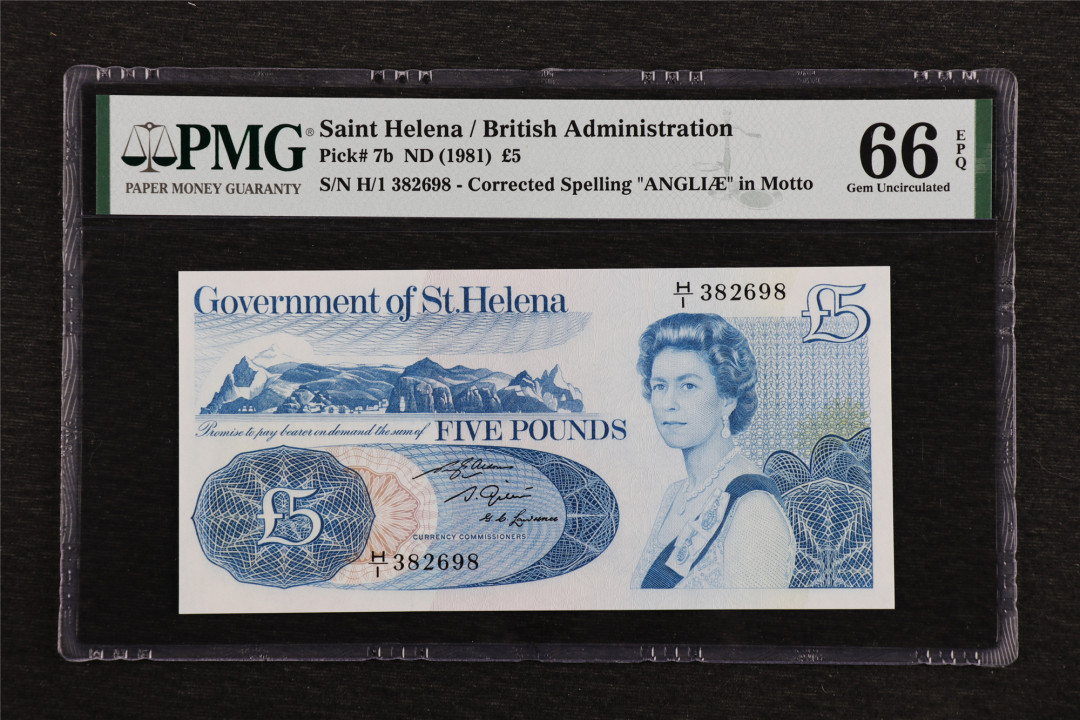 PMG®
PAPER MONEY GUARANTY
Saint Helena / British Administration
Pick# 7b ND (1981) £5
S/N H/1 382698 - Corrected Spelling "ANGLIÆ" in Motto
66
EPQ
Gem Uncirculated
Government of St.Helena
H/1 382698
£5
Promise to pay bearer on demand the sum of FIVE POUNDS
£5
CURRENCY COMMISSIONERS
H/1 382698